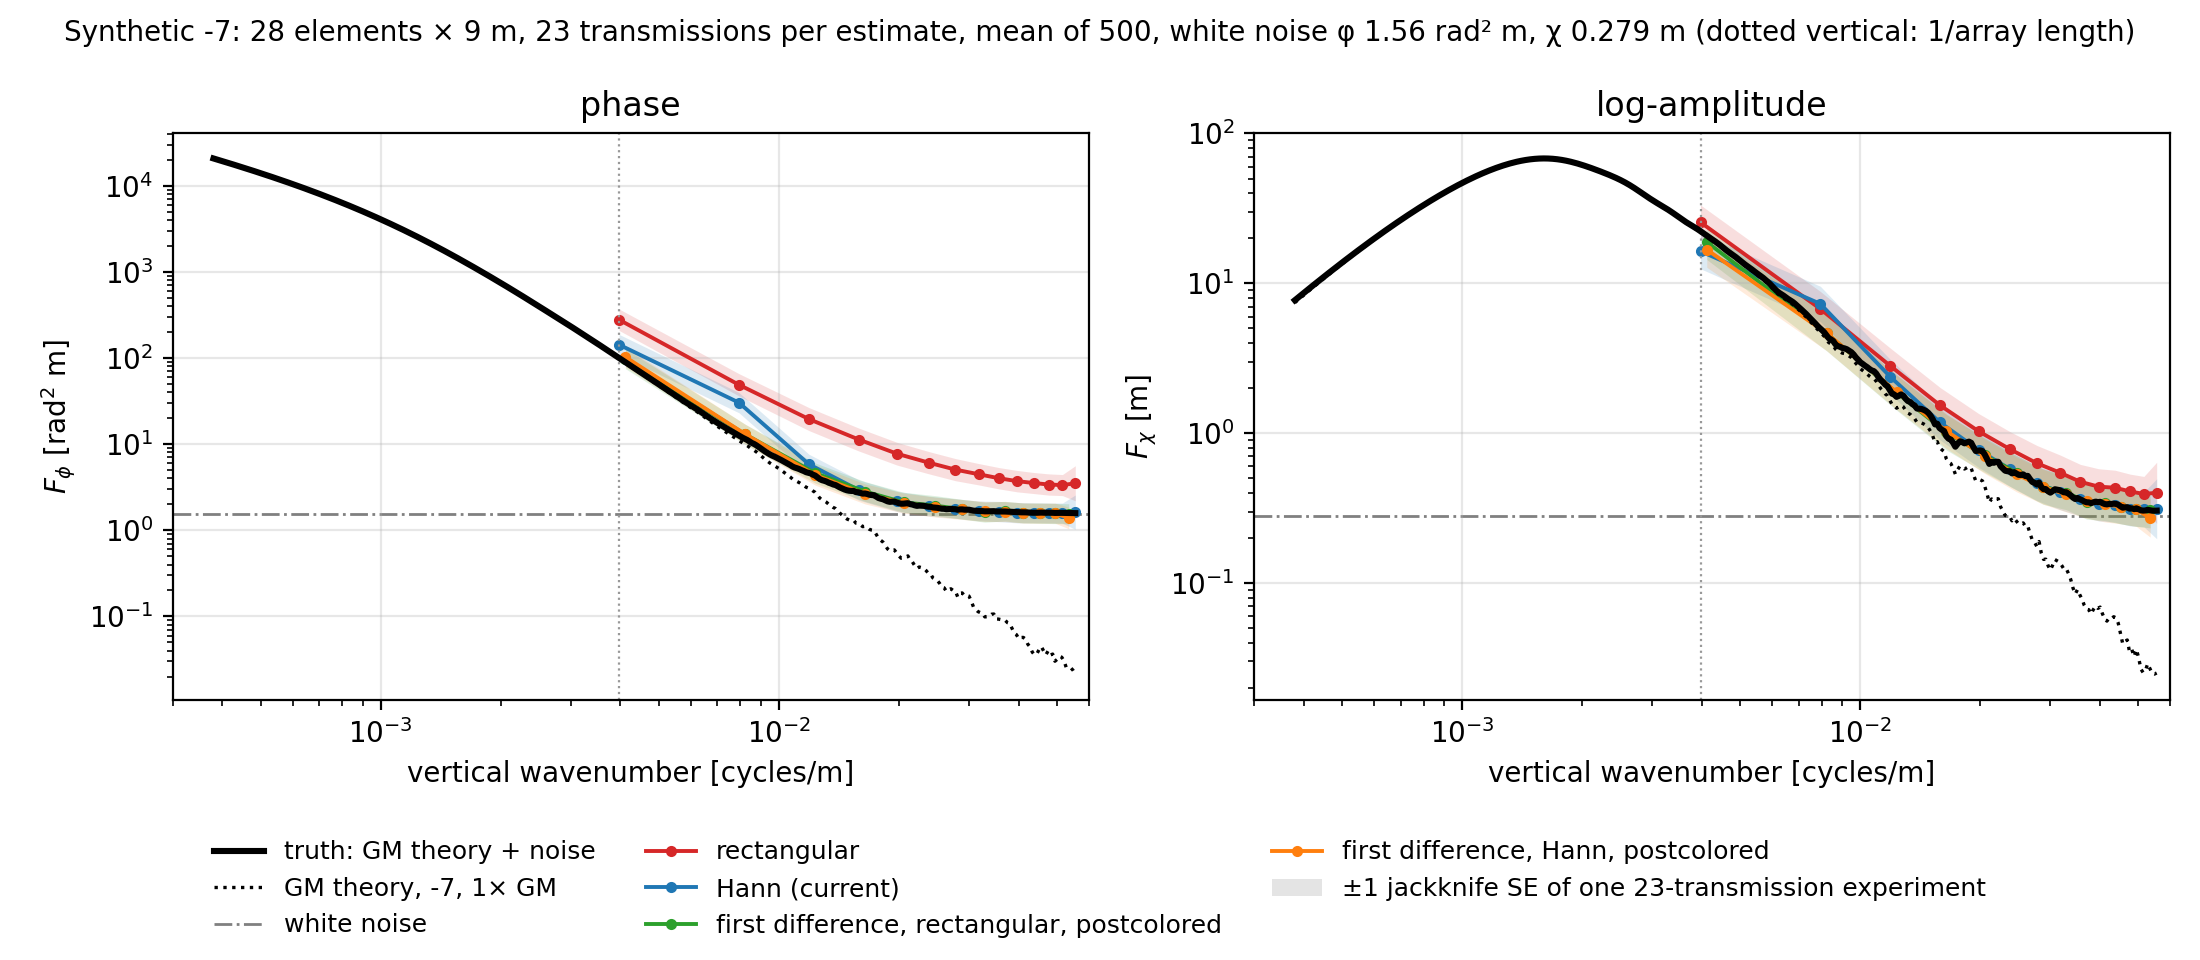 Synthetic -7: 28 elements × 9 m, 23 transmissions per estimate, mean of 500, white noise φ 1.56 rad² m, χ 0.279 m (dotted vertical: 1/array length)
phase
10⁴
10³
10²
10¹
10⁰
10⁻¹
F_ϕ [rad² m]
10⁻³
10⁻²
vertical wavenumber [cycles/m]
log-amplitude
10²
10¹
10⁰
10⁻¹
F_χ [m]
10⁻³
10⁻²
vertical wavenumber [cycles/m]
truth: GM theory + noise
GM theory, -7, 1× GM
white noise
rectangular
Hann (current)
first difference, rectangular, postcolored
first difference, Hann, postcolored
±1 jackknife SE of one 23-transmission experiment